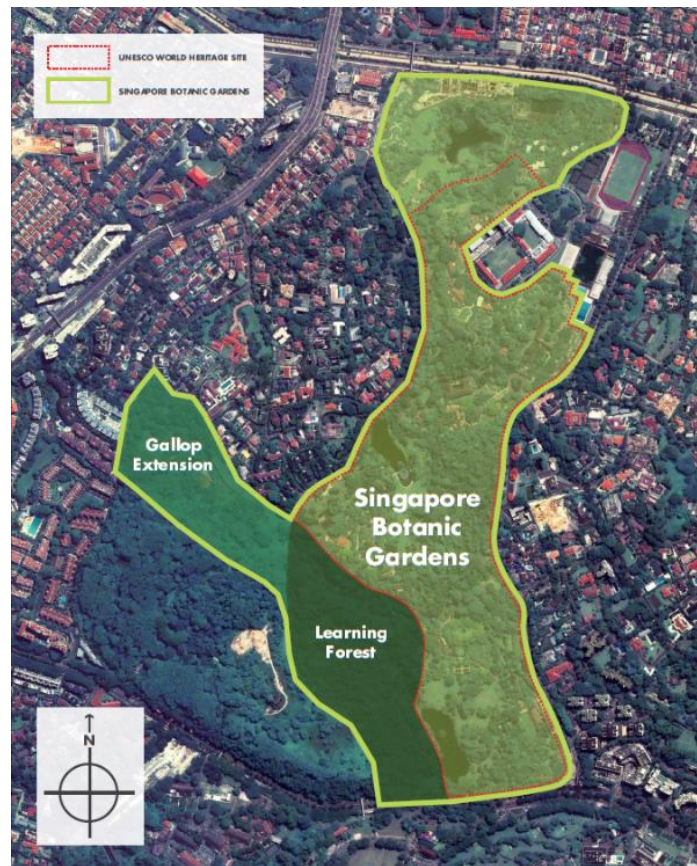 UNESCO WORLD HERITAGE SITE
SINGAPORE BOTANIC GARDENS
Gallop
Extension
Singapore
Botanic
Gardens
Learning
Forest
N